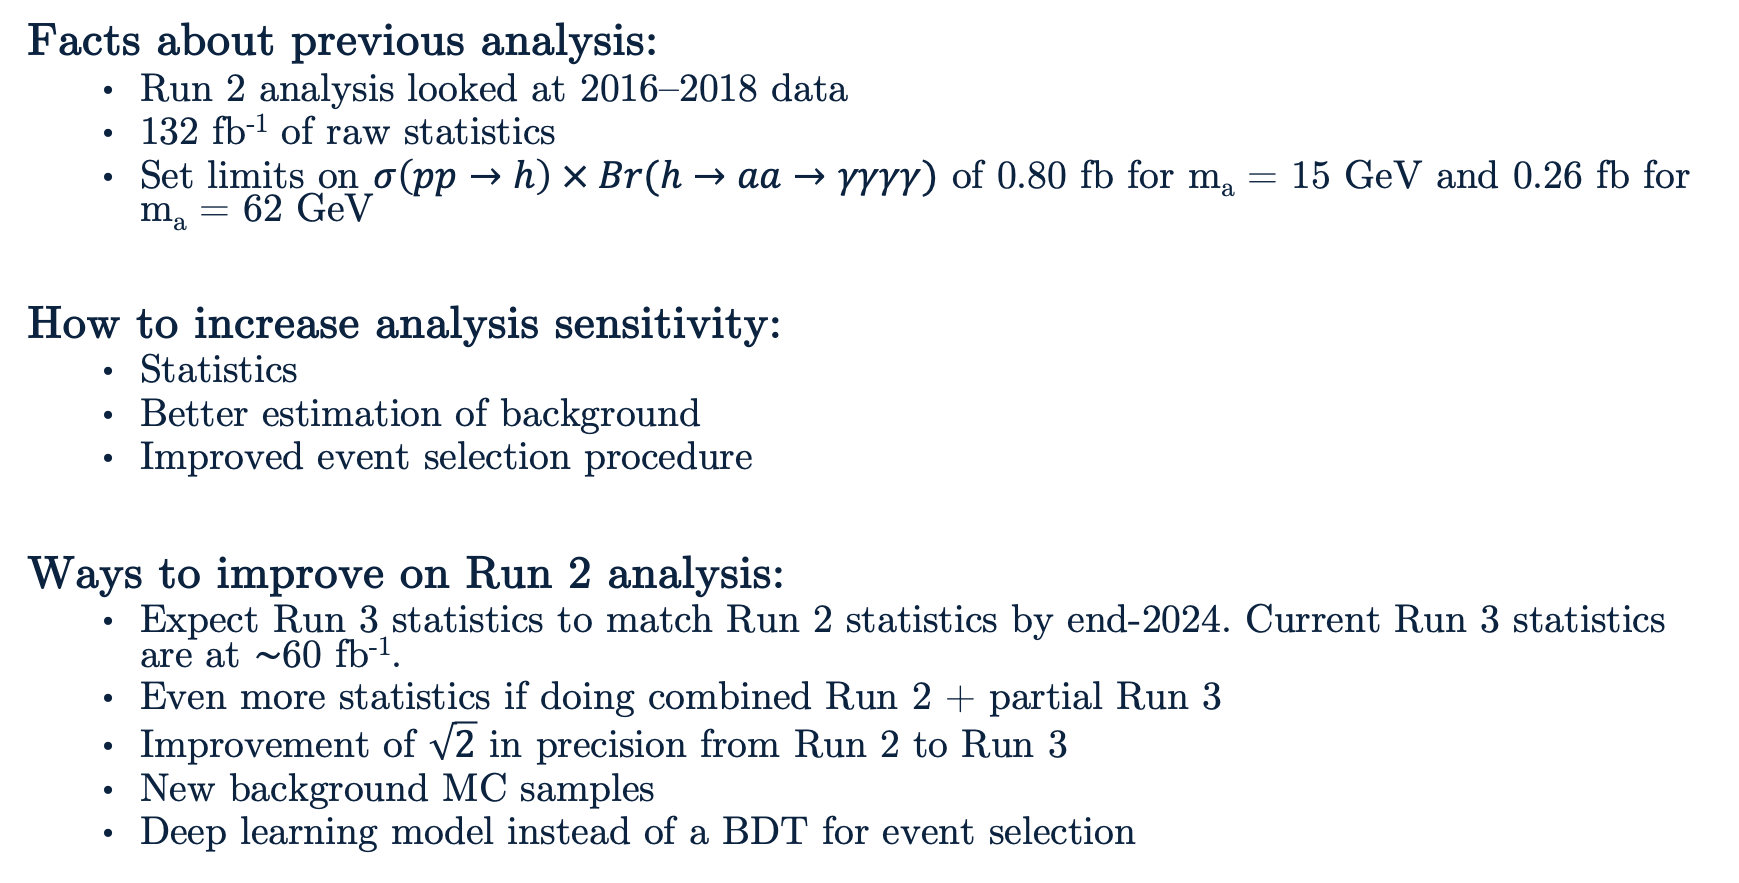 Facts about previous analysis:
• Run 2 analysis looked at 2016–2018 data
• 132 fb⁻¹ of raw statistics
• Set limits on σ(pp → h) × Br(h → aa → γγγγ) of 0.80 fb for mₐ = 15 GeV and 0.26 fb for
mₐ = 62 GeV
How to increase analysis sensitivity:
• Statistics
• Better estimation of background
• Improved event selection procedure
Ways to improve on Run 2 analysis:
• Expect Run 3 statistics to match Run 2 statistics by end-2024. Current Run 3 statistics
are at ~60 fb⁻¹.
• Even more statistics if doing combined Run 2 + partial Run 3
• Improvement of √2 in precision from Run 2 to Run 3
• New background MC samples
• Deep learning model instead of a BDT for event selection